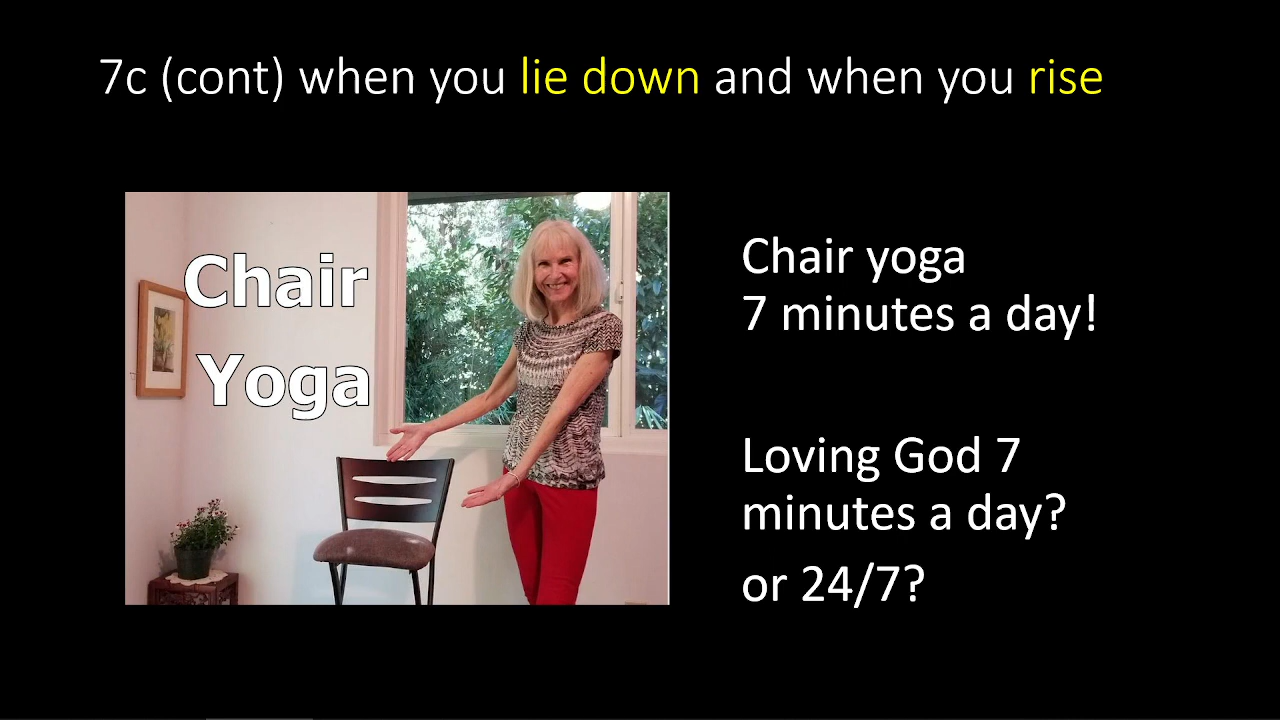 7c (cont) when you lie down and when you rise
Chair
Yoga
Chair yoga
7 minutes a day!
Loving God 7
minutes a day?
or 24/7?